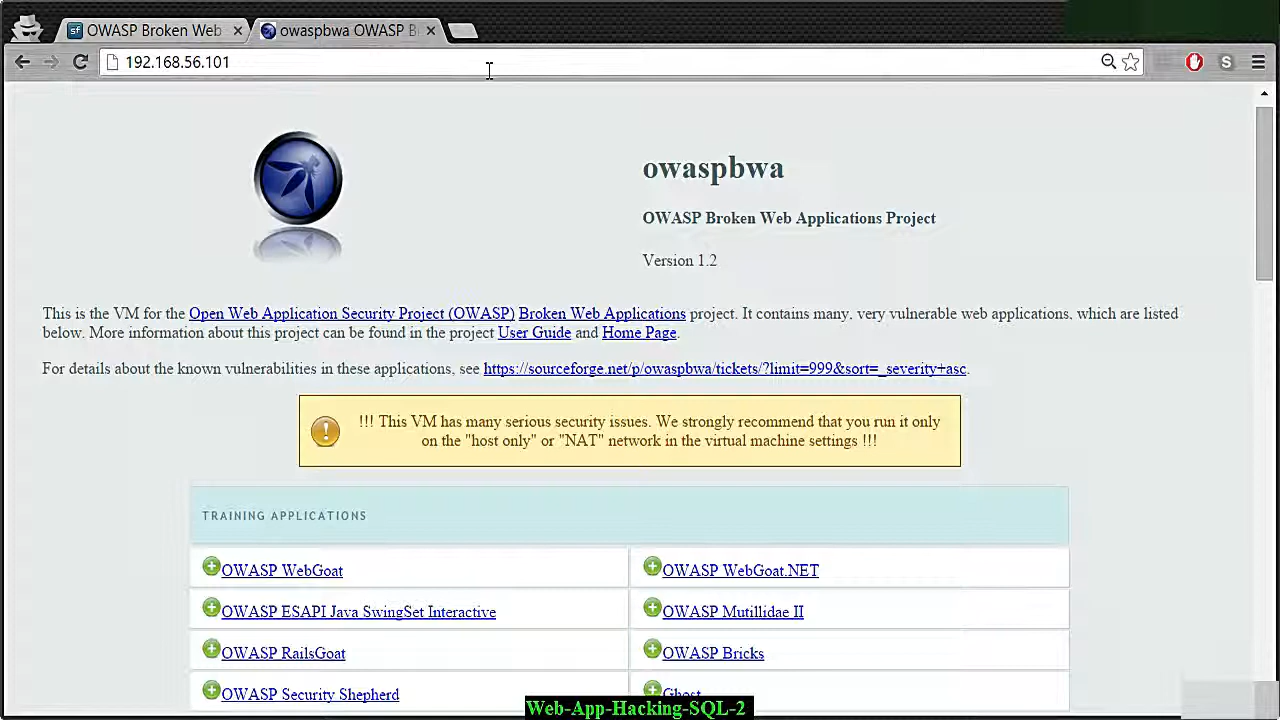 OWASP Broken Web
owaspbwa OWASP B
192.168.56.101
S
owaspbwa
OWASP Broken Web Applications Project
Version 1.2
This is the VM for the Open Web Application Security Project (OWASP) Broken Web Applications project. It contains many, very vulnerable web applications, which are listed
below. More information about this project can be found in the project User Guide and Home Page.
For details about the known vulnerabilities in these applications, see https://sourceforge.net/p/owaspbwa/tickets/?limit=999&sort=_severity+asc.
!!! This VM has many serious security issues. We strongly recommend that you run it only
on the "host only" or "NAT" network in the virtual machine settings !!!
TRAINING APPLICATIONS
OWASP WebGoat
OWASP WebGoat.NET
OWASP ESAPI Java SwingSet Interactive
OWASP Mutillidae II
OWASP RailsGoat
OWASP Bricks
OWASP Security Shepherd
Ghost
Web-App-Hacking-SQL-2